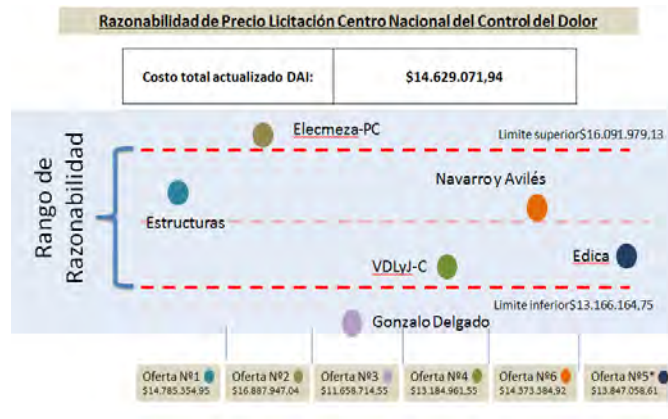 Razonabilidad de Precio Licitación Centro Nacional del Control del Dolor
Costo total actualizado DAI: $14.629.071,94
Rango de
Razonabilidad
Elecmeza-PC
Limite superior$16.091.979,13
Navarro y Avilés
Estructuras
Edica
VDLyJ-C
Limite inferior$13.166.164,75
Gonzalo Delgado
Oferta Nº1
$14.785.354,95
Oferta Nº2
$16.887.947,04
Oferta Nº3
$11.658.714,55
Oferta Nº4
$13.184.961,55
Oferta Nº6
$14.373.384,92
Oferta Nº5*
$13.847.058,61